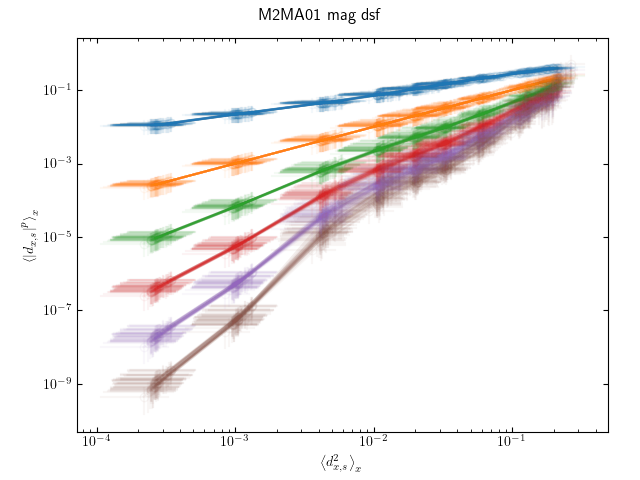 M2MA01 mag dsf
10⁻¹
10⁻³
10⁻⁵
10⁻⁷
10⁻⁹
⟨|d_{x,s}|^p⟩_x
10⁻⁴ 10⁻³ 10⁻² 10⁻¹
⟨d²_{x,s}⟩_x